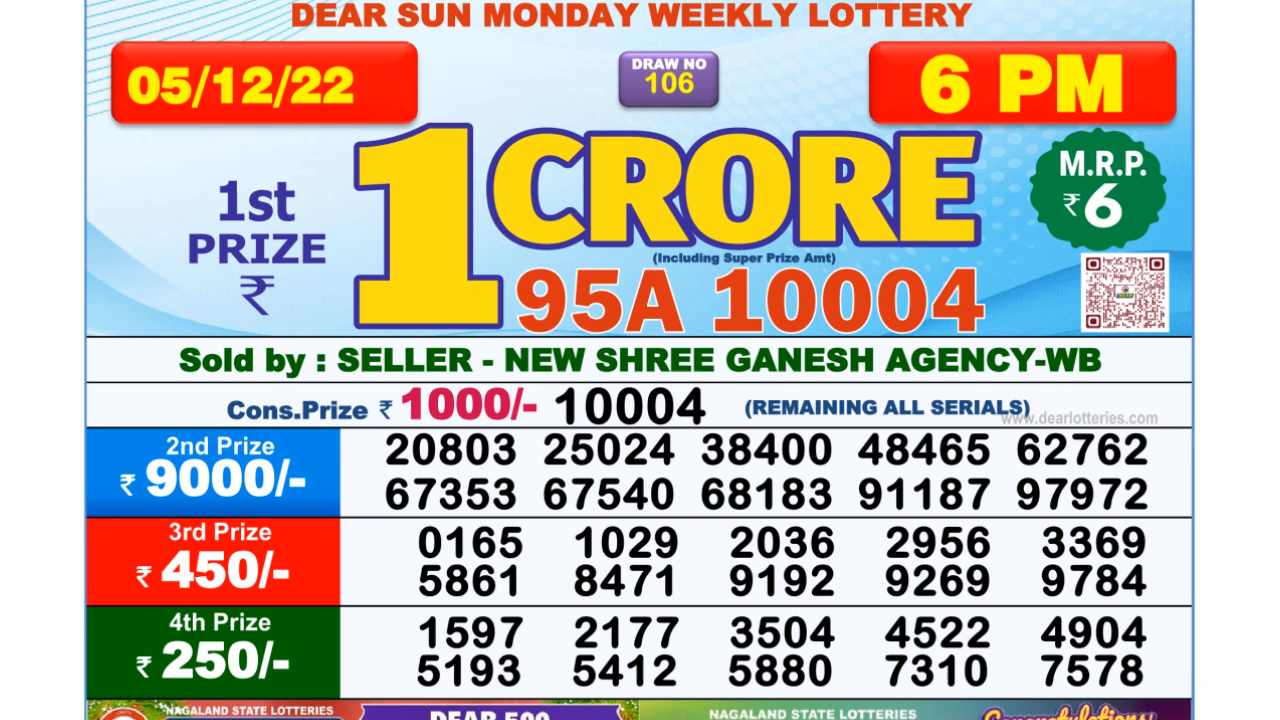 DEAR SUN MONDAY WEEKLY LOTTERY
05/12/22
DRAW NO
106
6 PM
1st
PRIZE
₹
1 CRORE
(Including Super Prize Amt)
95A 10004
M.R.P.
₹6
Sold by : SELLER - NEW SHREE GANESH AGENCY-WB
Cons.Prize ₹ 1000/- 10004 (REMAINING ALL SERIALS)
www.dearlotteries.com
2nd Prize
₹ 9000/-
20803 25024 38400 48465 62762
67353 67540 68183 91187 97972
3rd Prize
₹ 450/-
0165 1029 2036 2956 3369
5861 8471 9192 9269 9784
4th Prize
₹ 250/-
1597 2177 3504 4522 4904
5193 5412 5880 7310 7578
NAGALAND STATE LOTTERIES
DEAR 500
NAGALAND STATE LOTTERIES
Congratulations!